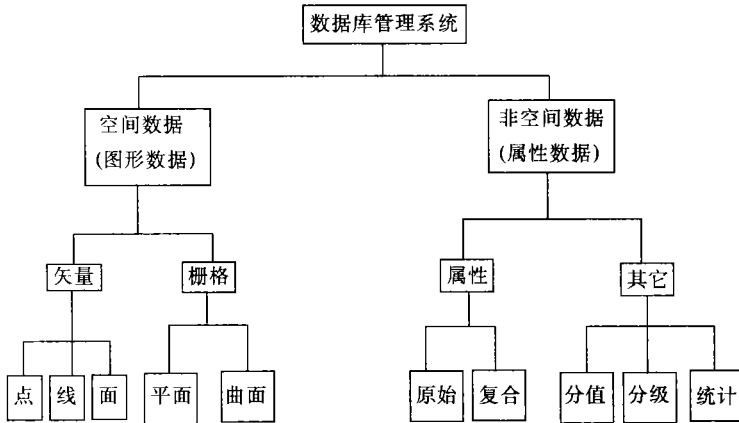 数据库管理系统
空间数据
(图形数据)
非空间数据
(属性数据)
矢量
栅格
属性
其它
点
线
面
平面
曲面
原始
复合
分值
分级
统计